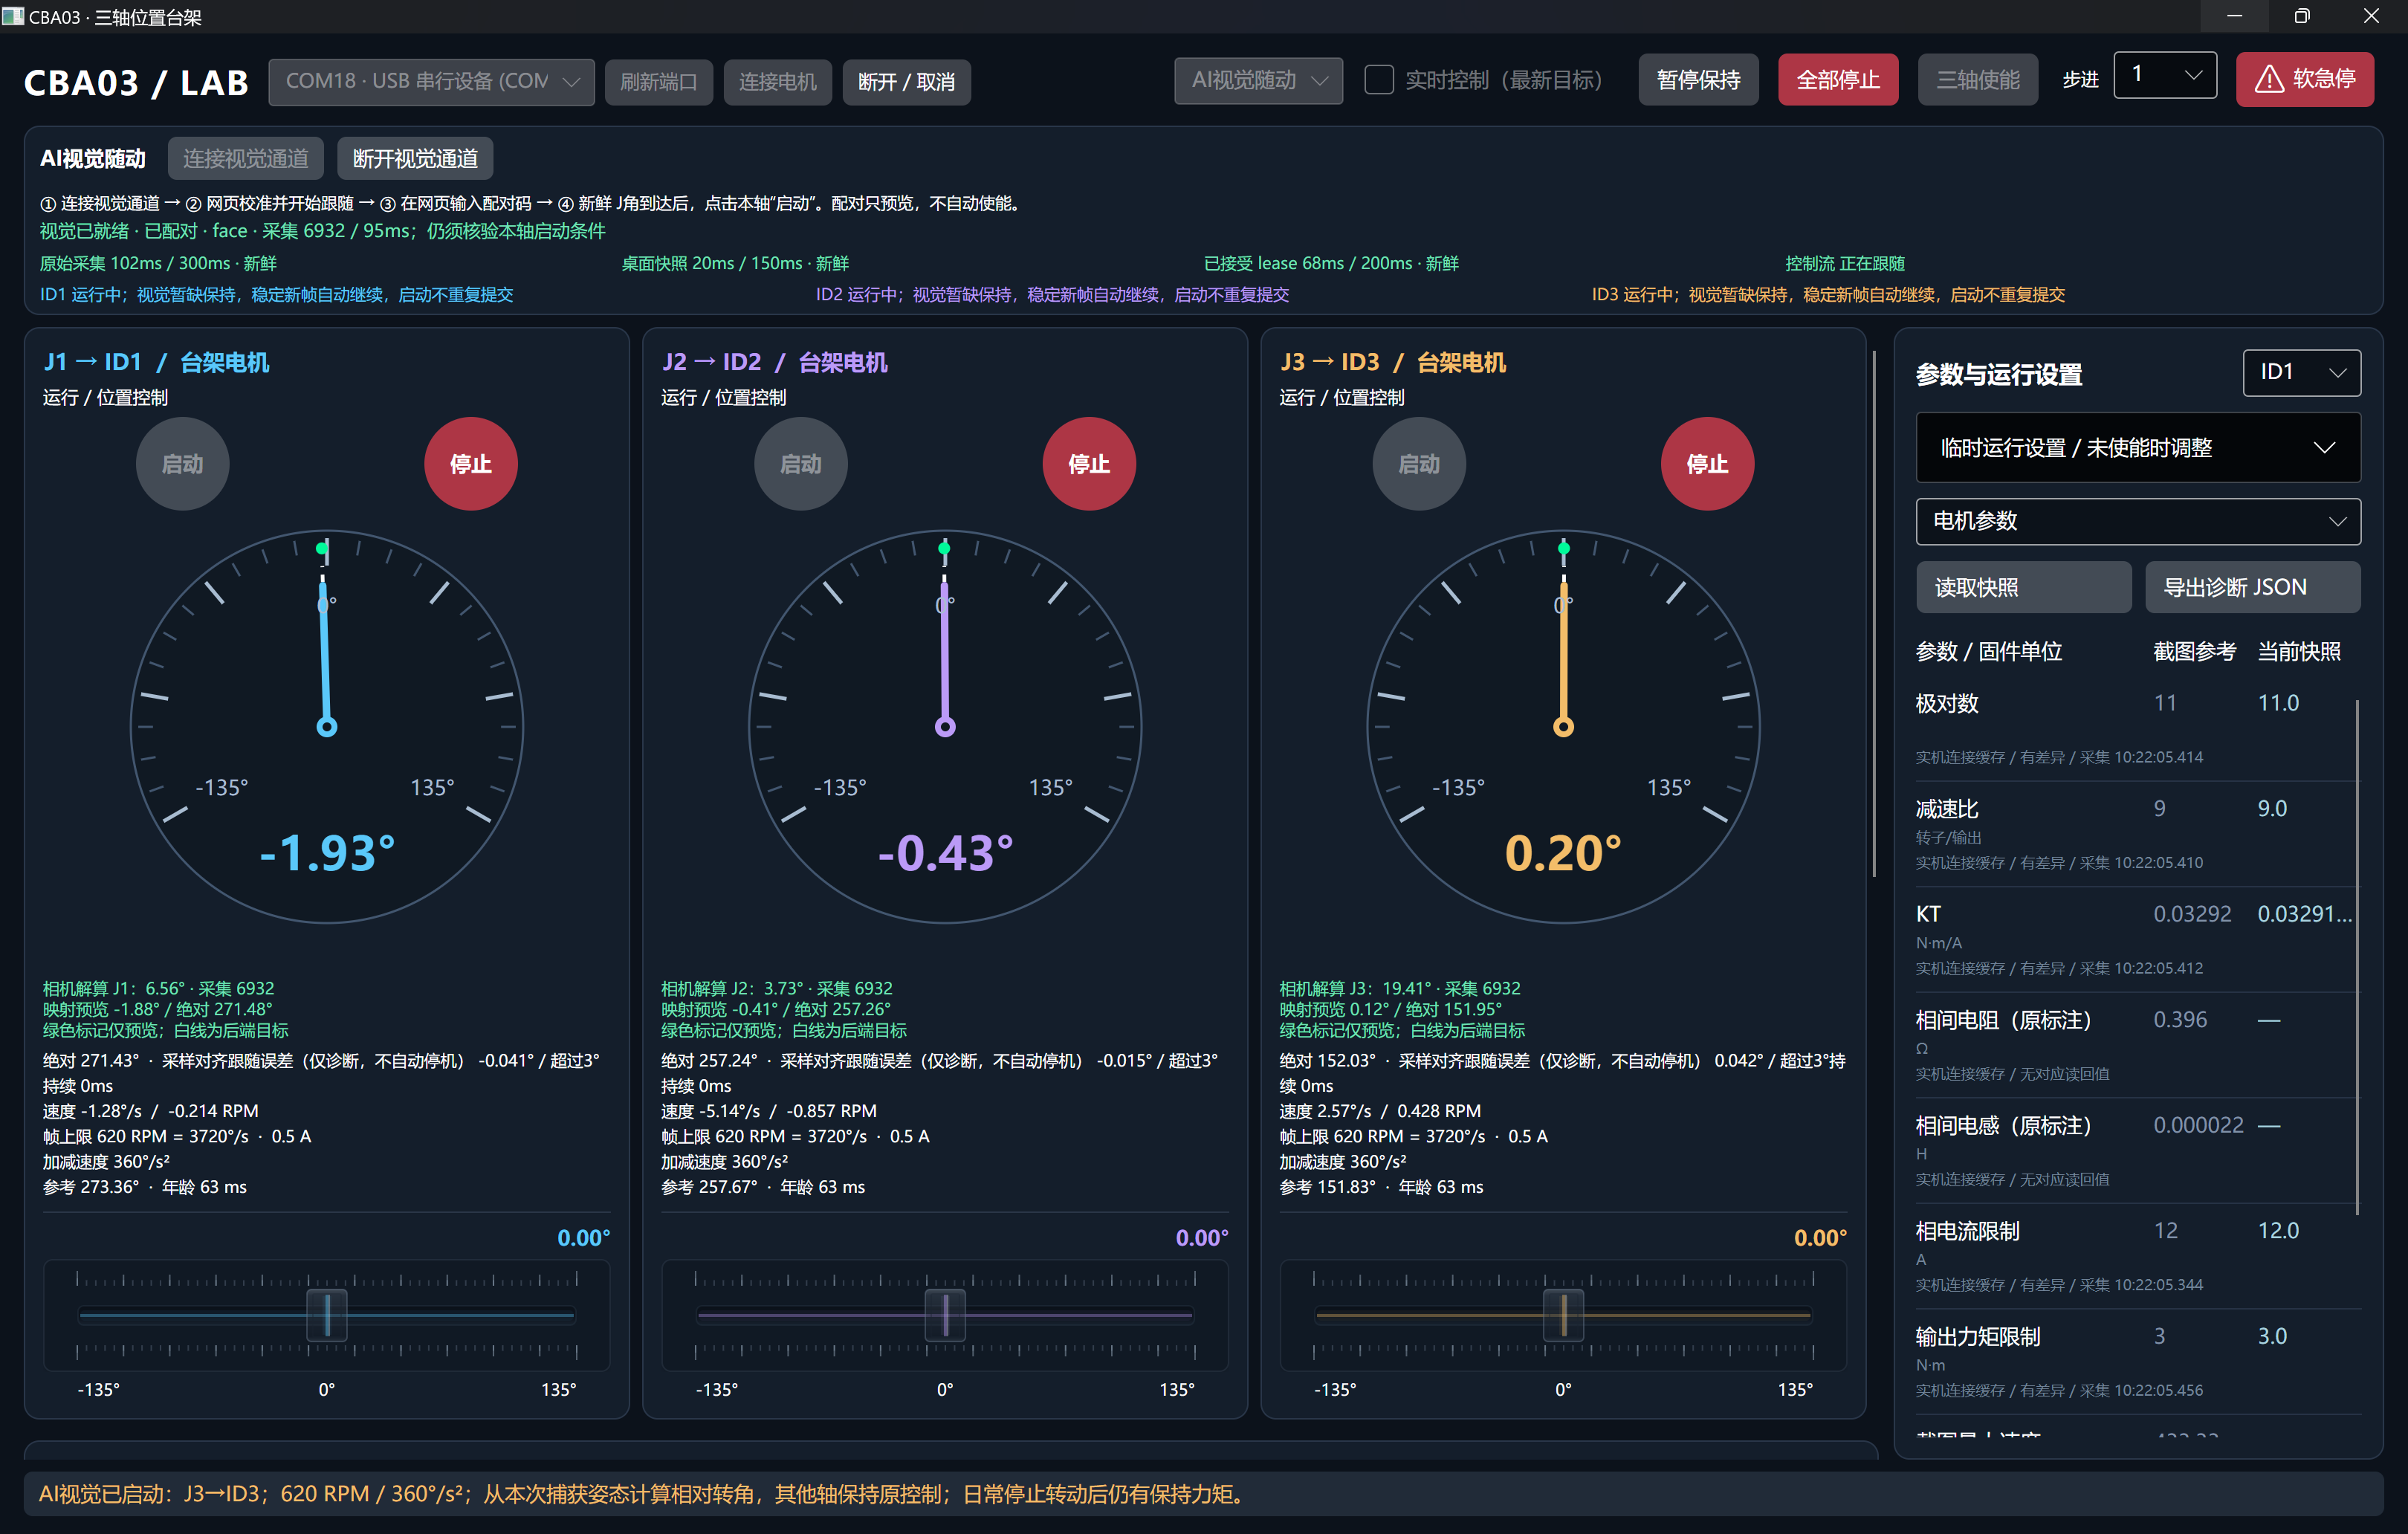 CBA03 · 三轴位置台架
CBA03 / LAB
COM18 · USB 串行设备 (COM
刷新端口
连接电机
断开 / 取消
AI视觉随动
实时控制（最新目标）
暂停保持
全部停止
三轴使能
步进
1
软急停
AI视觉随动
连接视觉通道
断开视觉通道
① 连接视觉通道 → ② 网页校准并开始跟随 → ③ 在网页输入配对码 → ④ 新鲜 J角到达后，点击本轴“启动”。配对只预览，不自动使能。
视觉已就绪 · 已配对 · face · 采集 6932 / 95ms；仍须核验本轴启动条件
原始采集 102ms / 300ms · 新鲜
桌面快照 20ms / 150ms · 新鲜
已接受 lease 68ms / 200ms · 新鲜
控制流 正在跟随
ID1 运行中；视觉暂缺保持，稳定新帧自动继续，启动不重复提交
ID2 运行中；视觉暂缺保持，稳定新帧自动继续，启动不重复提交
ID3 运行中；视觉暂缺保持，稳定新帧自动继续，启动不重复提交
J1 → ID1 / 台架电机
运行 / 位置控制
启动
停止
0°
-135°
135°
-1.93°
相机解算 J1：6.56° · 采集 6932
映射预览 -1.88° / 绝对 271.48°
绿色标记仅预览；白线为后端目标
绝对 271.43° · 采样对齐跟随误差（仅诊断，不自动停机） -0.041° / 超过3°
持续 0ms
速度 -1.28°/s / -0.214 RPM
帧上限 620 RPM = 3720°/s · 0.5 A
加减速度 360°/s²
参考 273.36° · 年龄 63 ms
0.00°
-135°
0°
135°
J2 → ID2 / 台架电机
运行 / 位置控制
启动
停止
0°
-135°
135°
-0.43°
相机解算 J2：3.73° · 采集 6932
映射预览 -0.41° / 绝对 257.26°
绿色标记仅预览；白线为后端目标
绝对 257.24° · 采样对齐跟随误差（仅诊断，不自动停机） -0.015° / 超过3°
持续 0ms
速度 -5.14°/s / -0.857 RPM
帧上限 620 RPM = 3720°/s · 0.5 A
加减速度 360°/s²
参考 257.67° · 年龄 63 ms
0.00°
-135°
0°
135°
J3 → ID3 / 台架电机
运行 / 位置控制
启动
停止
0°
-135°
135°
0.20°
相机解算 J3：19.41° · 采集 6932
映射预览 0.12° / 绝对 151.95°
绿色标记仅预览；白线为后端目标
绝对 152.03° · 采样对齐跟随误差（仅诊断，不自动停机） 0.042° / 超过3°持
续 0ms
速度 2.57°/s / 0.428 RPM
帧上限 620 RPM = 3720°/s · 0.5 A
加减速度 360°/s²
参考 151.83° · 年龄 63 ms
0.00°
-135°
0°
135°
参数与运行设置
ID1
临时运行设置 / 未使能时调整
电机参数
读取快照
导出诊断 JSON
参数 / 固件单位 截图参考 当前快照
极对数 11 11.0
实机连接缓存 / 有差异 / 采集 10:22:05.414
减速比 9 9.0
转子/输出
实机连接缓存 / 有差异 / 采集 10:22:05.410
KT 0.03292 0.03291...
N·m/A
实机连接缓存 / 有差异 / 采集 10:22:05.412
相间电阻（原标注） 0.396 —
Ω
实机连接缓存 / 无对应读回值
相间电感（原标注） 0.000022 —
H
实机连接缓存 / 无对应读回值
相电流限制 12 12.0
A
实机连接缓存 / 有差异 / 采集 10:22:05.344
输出力矩限制 3 3.0
N·m
实机连接缓存 / 有差异 / 采集 10:22:05.456
AI视觉已启动：J3→ID3；620 RPM / 360°/s²；从本次捕获姿态计算相对转角，其他轴保持原控制；日常停止转动后仍有保持力矩。